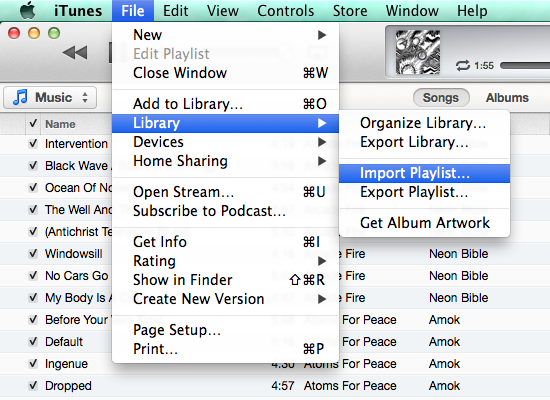 iTunes File Edit View Controls Store Window Help
New
Edit Playlist
Close Window ⌘W
1:55
Music
Songs Albums
Add to Library... ⌘O
Name
Library
Organize Library...
Intervention
Devices
Export Library...
Black Wave
Home Sharing
Import Playlist...
Ocean Of
Open Stream... ⌘U
Export Playlist...
The Well And
Subscribe to Podcast...
Get Album Artwork
(Antichrist
Get Info ⌘I
Windowsill Fire Neon Bible
Rating
No Cars Go Fire Neon Bible
Show in Finder ⇧⌘R
My Body Is Fire Neon Bible
Create New Version
Before Your Atoms For Peace Amok
Page Setup...
Default Atoms For Peace Amok
Print... ⌘P
Ingenue 4:30 Atoms For Peace Amok
Dropped 4:57 Atoms For Peace Amok